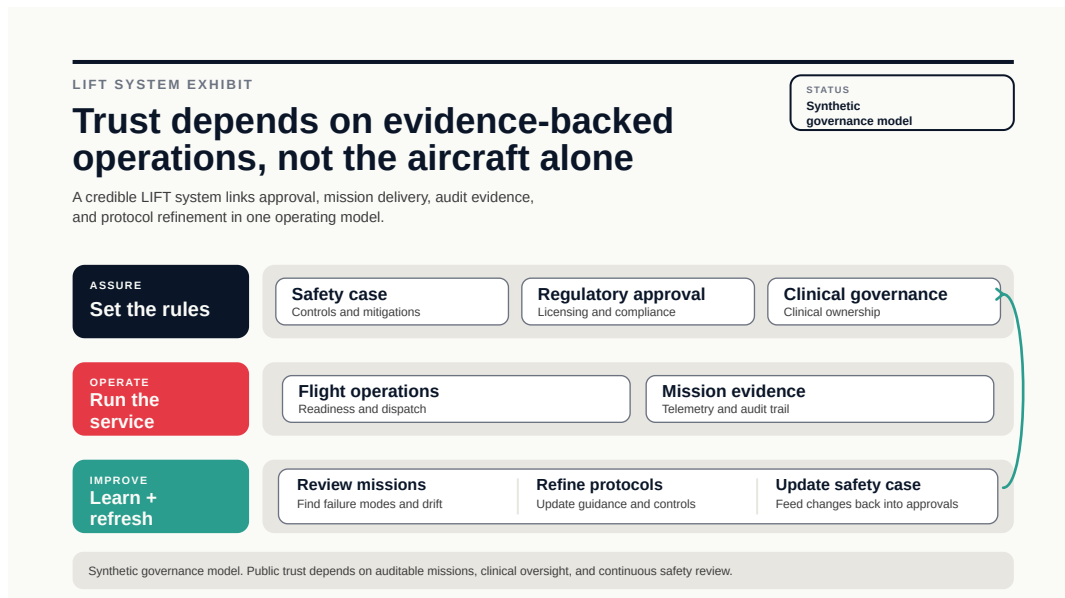 LIFT SYSTEM EXHIBIT
Trust depends on evidence-backed
operations, not the aircraft alone
A credible LIFT system links approval, mission delivery, audit evidence,
and protocol refinement in one operating model.
STATUS
Synthetic
governance model
ASSURE
Set the rules
Safety case
Controls and mitigations
Regulatory approval
Licensing and compliance
Clinical governance
Clinical ownership
OPERATE
Run the
service
Flight operations
Readiness and dispatch
Mission evidence
Telemetry and audit trail
IMPROVE
Learn +
refresh
Review missions
Find failure modes and drift
Refine protocols
Update guidance and controls
Update safety case
Feed changes back into approvals
Synthetic governance model. Public trust depends on auditable missions, clinical oversight, and continuous safety review.